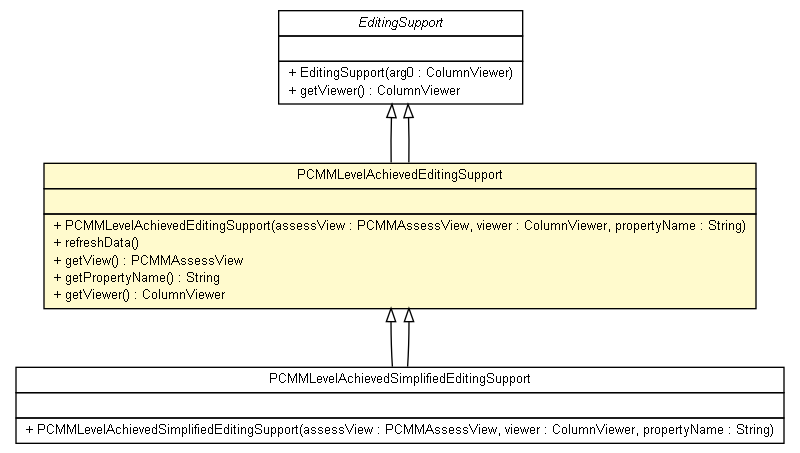 EditingSupport
+ EditingSupport(arg0 : ColumnViewer)
+ getViewer() : ColumnViewer
PCMMLevelAchievedEditingSupport
+ PCMMLevelAchievedEditingSupport(assessView : PCMMAssessView, viewer : ColumnViewer, propertyName : String)
+ refreshData()
+ getView() : PCMMAssessView
+ getPropertyName() : String
+ getViewer() : ColumnViewer
PCMMLevelAchievedSimplifiedEditingSupport
+ PCMMLevelAchievedSimplifiedEditingSupport(assessView : PCMMAssessView, viewer : ColumnViewer, propertyName : String)